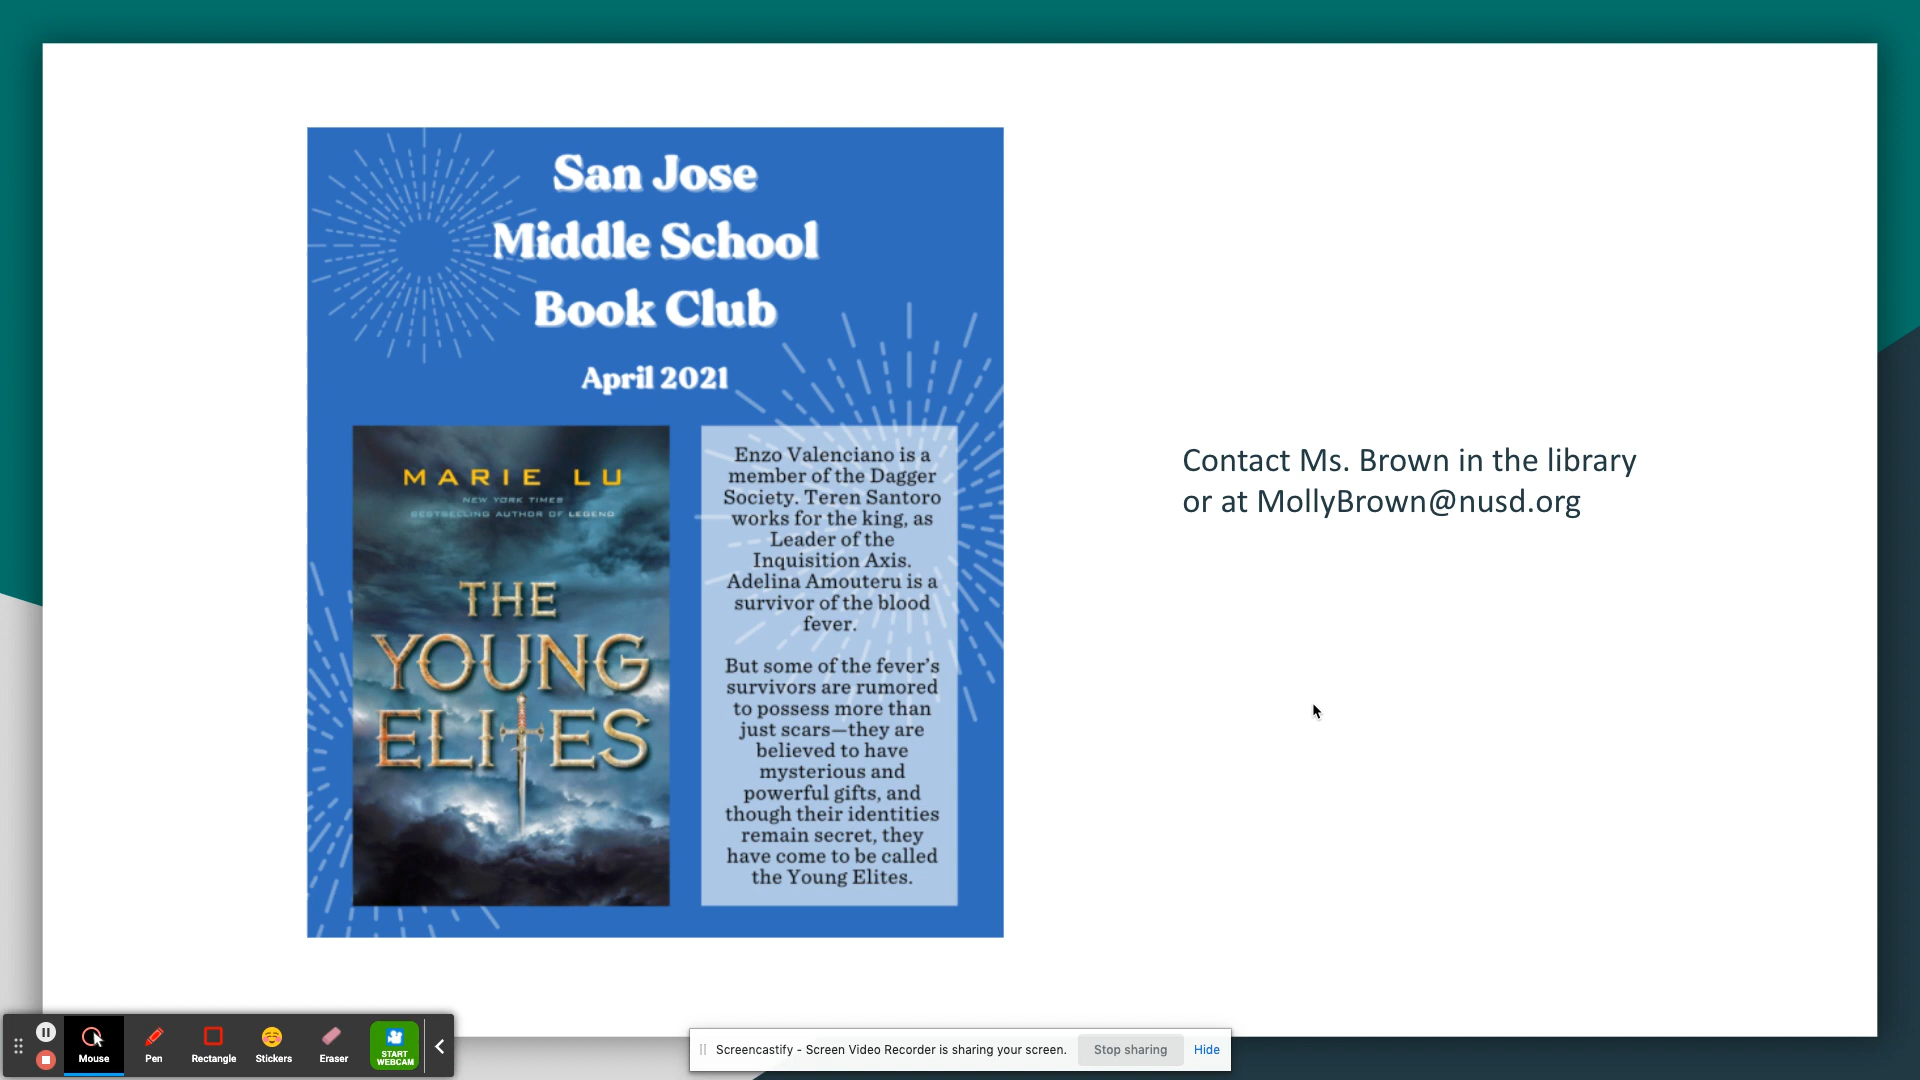 San Jose
Middle School
Book Club
April 2021
MARIE LU
NEW YORK TIMES
BESTSELLING AUTHOR OF LEGEND
THE
YOUNG
ELITES
Enzo Valenciano is a
member of the Dagger
Society. Teren Santoro
works for the king, as
Leader of the
Inquisition Axis.
Adelina Amouteru is a
survivor of the blood
fever.
But some of the fever's
survivors are rumored
to possess more than
just scars—they are
believed to have
mysterious and
powerful gifts, and
though their identities
remain secret, they
have come to be called
the Young Elites.
Contact Ms. Brown in the library
or at MollyBrown@nusd.org
Mouse
Pen
Rectangle
Stickers
Eraser
START
WEBCAM
Screencastify - Screen Video Recorder is sharing your screen.
Stop sharing
Hide